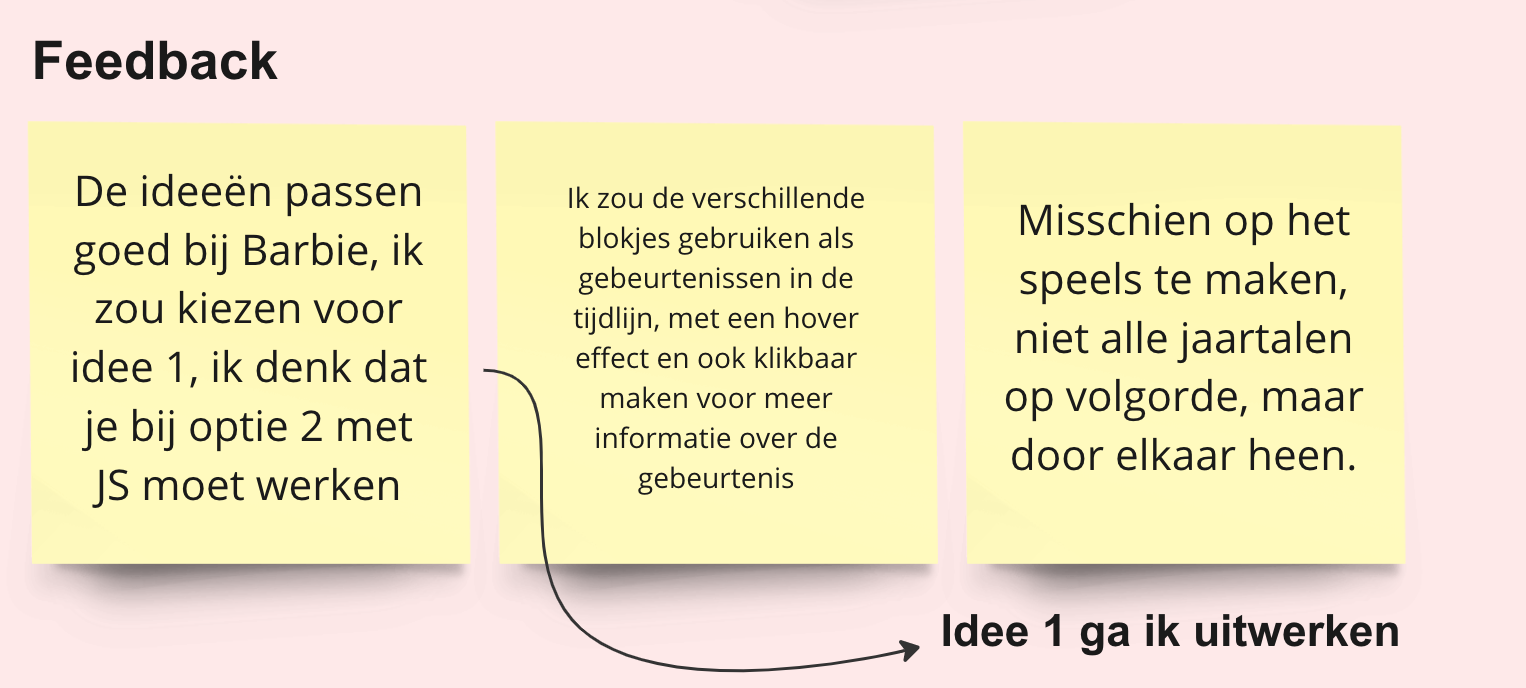 Feedback
De ideeën passen
goed bij Barbie, ik
zou kiezen voor
idee 1, ik denk dat
je bij optie 2 met
JS moet werken
Ik zou de verschillende
blokjes gebruiken als
gebeurtenissen in de
tijdlijn, met een hover
effect en ook klikbaar
maken voor meer
informatie over de
gebeurtenis
Misschien op het
speels te maken,
niet alle jaartalen
op volgorde, maar
door elkaar heen.
Idee 1 ga ik uitwerken